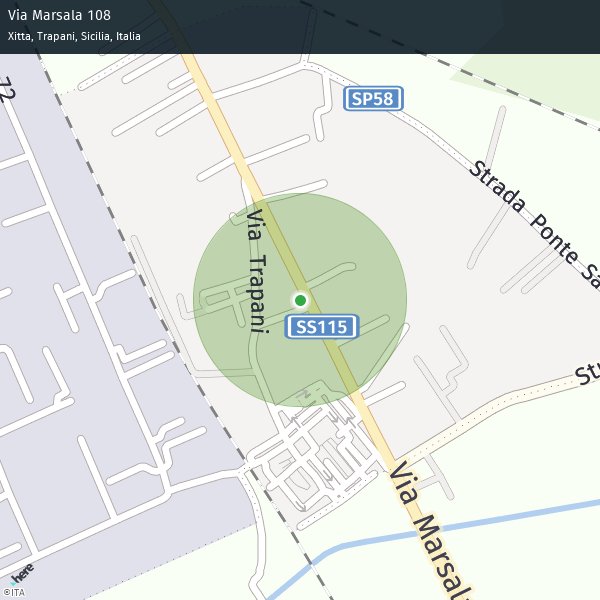 Via Marsala 108
Xitta, Trapani, Sicilia, Italia
72
SP58
Strada Ponte Sa
Via Trapani
SS115
Str
Via Marsala
here
©ITA